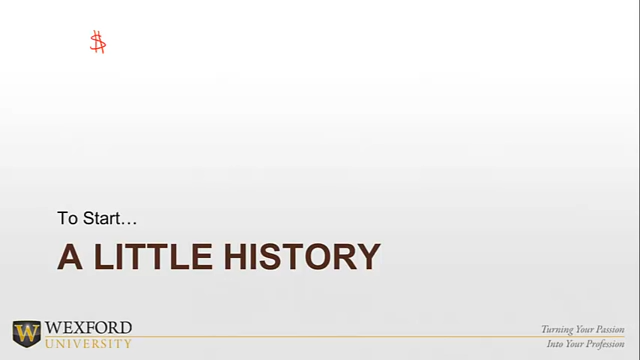 $
To Start…
A LITTLE HISTORY
W WEXFORD
UNIVERSITY
Turning Your Passion
Into Your Profession